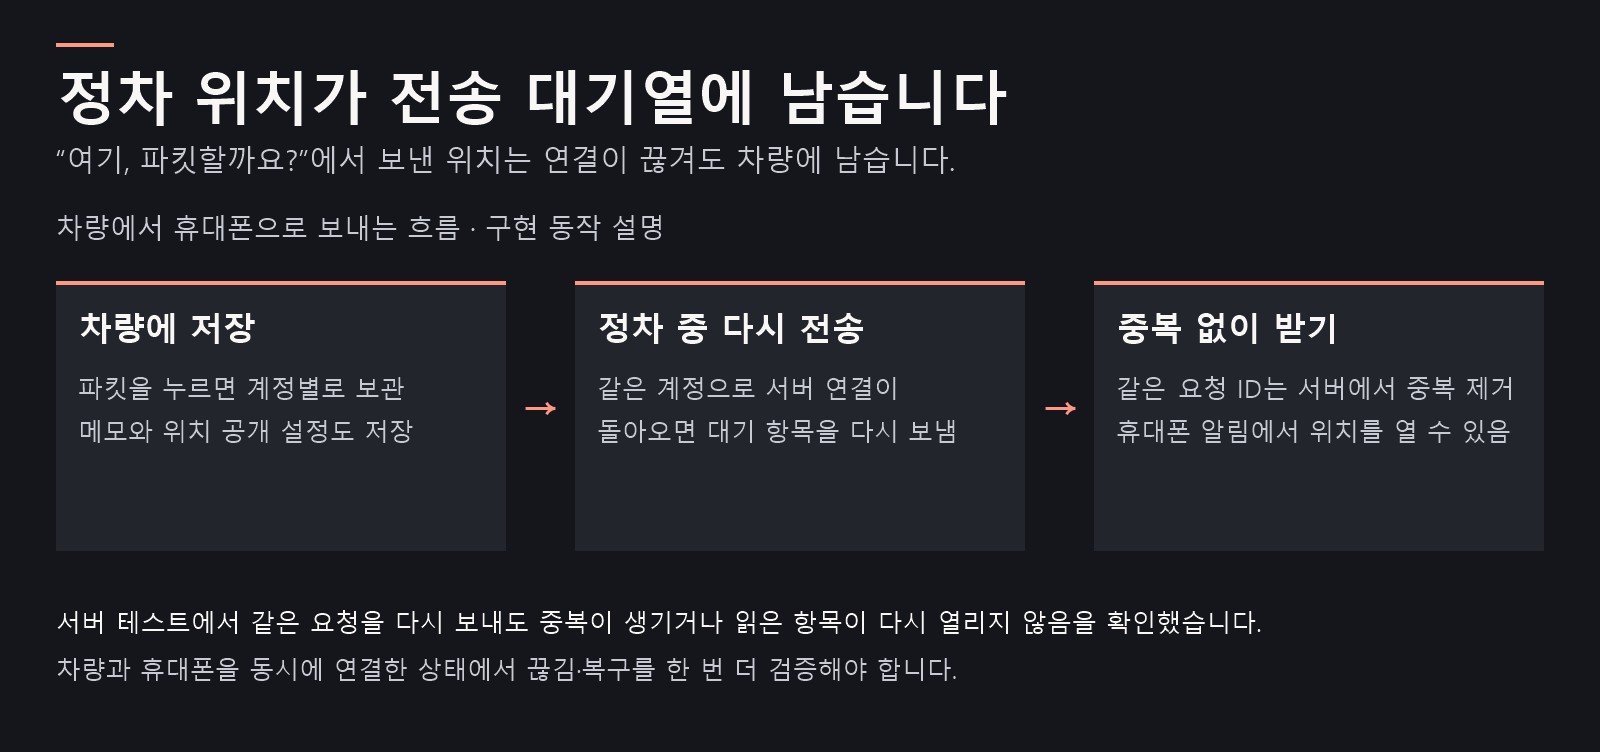 정차 위치가 전송 대기열에 남습니다
“여기, 파킷할까요?”에서 보낸 위치는 연결이 끊겨도 차량에 남습니다.
차량에서 휴대폰으로 보내는 흐름 · 구현 동작 설명
차량에 저장
파킷을 누르면 계정별로 보관
메모와 위치 공개 설정도 저장
→
정차 중 다시 전송
같은 계정으로 서버 연결이
돌아오면 대기 항목을 다시 보냄
→
중복 없이 받기
같은 요청 ID는 서버에서 중복 제거
휴대폰 알림에서 위치를 열 수 있음
서버 테스트에서 같은 요청을 다시 보내도 중복이 생기거나 읽은 항목이 다시 열리지 않음을 확인했습니다.
차량과 휴대폰을 동시에 연결한 상태에서 끊김·복구를 한 번 더 검증해야 합니다.